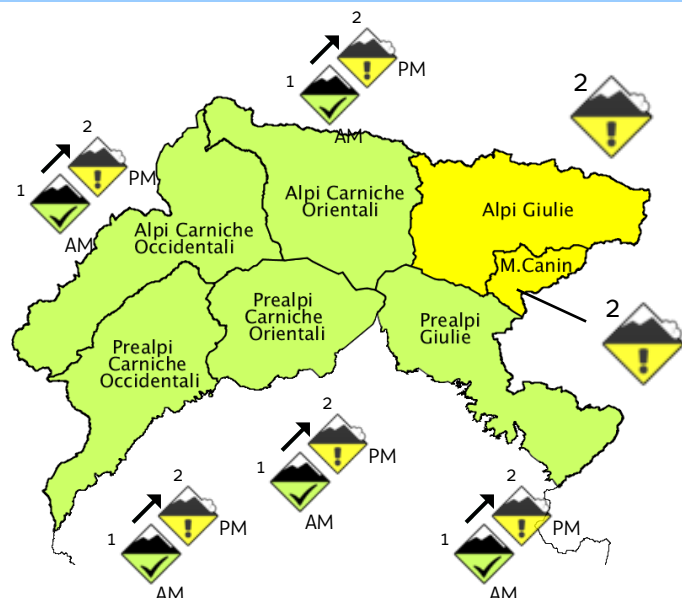 2
1
PM
AM
2
2
1
PM
AM
Alpi Carniche
Orientali
Alpi Giulie
Alpi Carniche
Occidentali
M.Canin
Prealpi
Carniche
Orientali
2
Prealpi
Giulie
Prealpi
Carniche
Occidentali
2
1
PM
AM
2
1
PM
AM
2
1
PM
AM